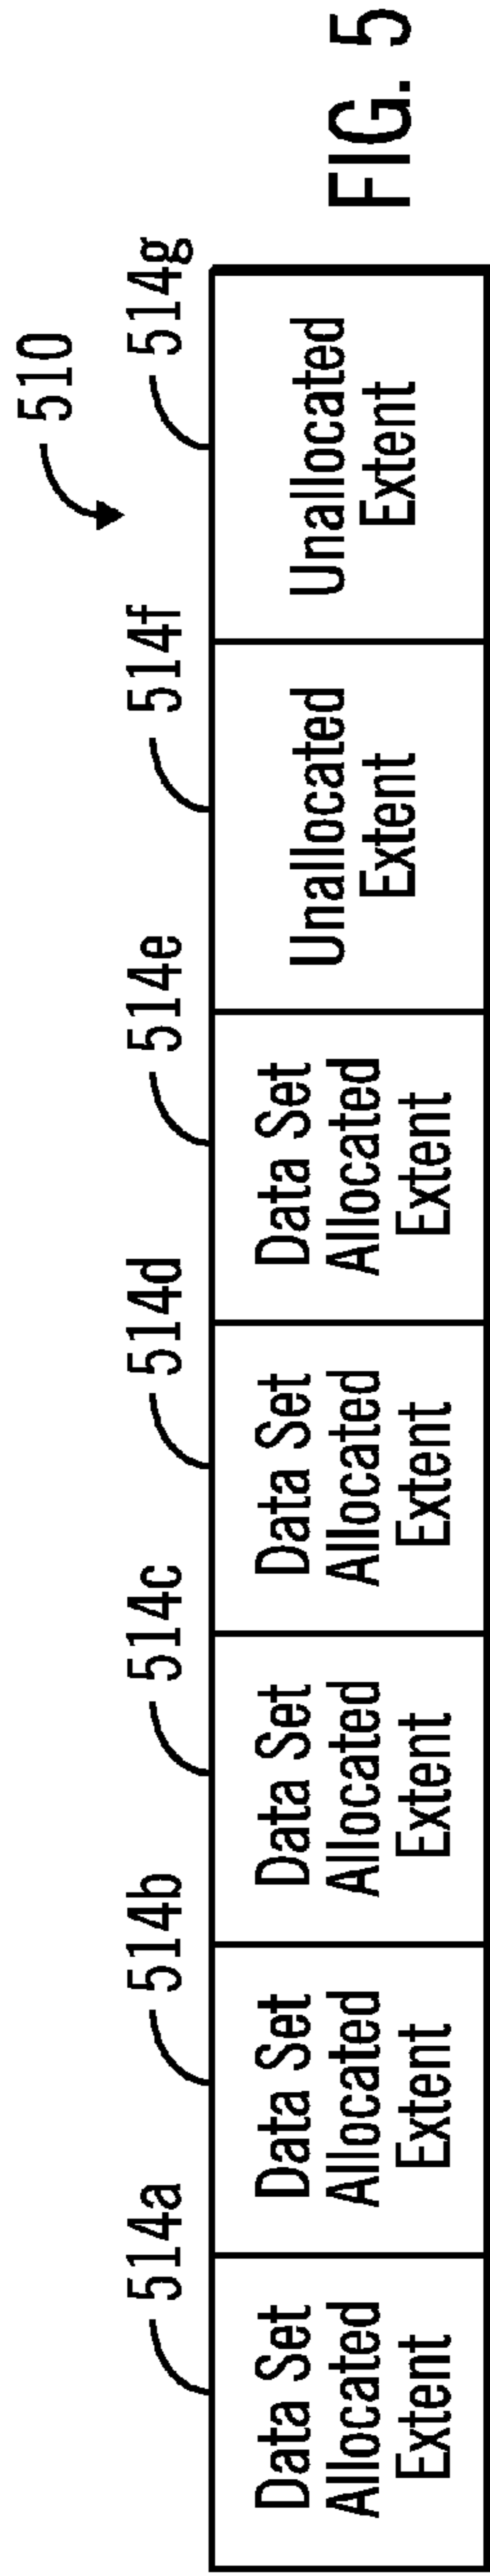 510
514a
514b
514c
514d
514e
514f
514g
Data Set
Allocated
Extent
Data Set
Allocated
Extent
Data Set
Allocated
Extent
Data Set
Allocated
Extent
Data Set
Allocated
Extent
Unallocated
Extent
Unallocated
Extent
FIG. 5